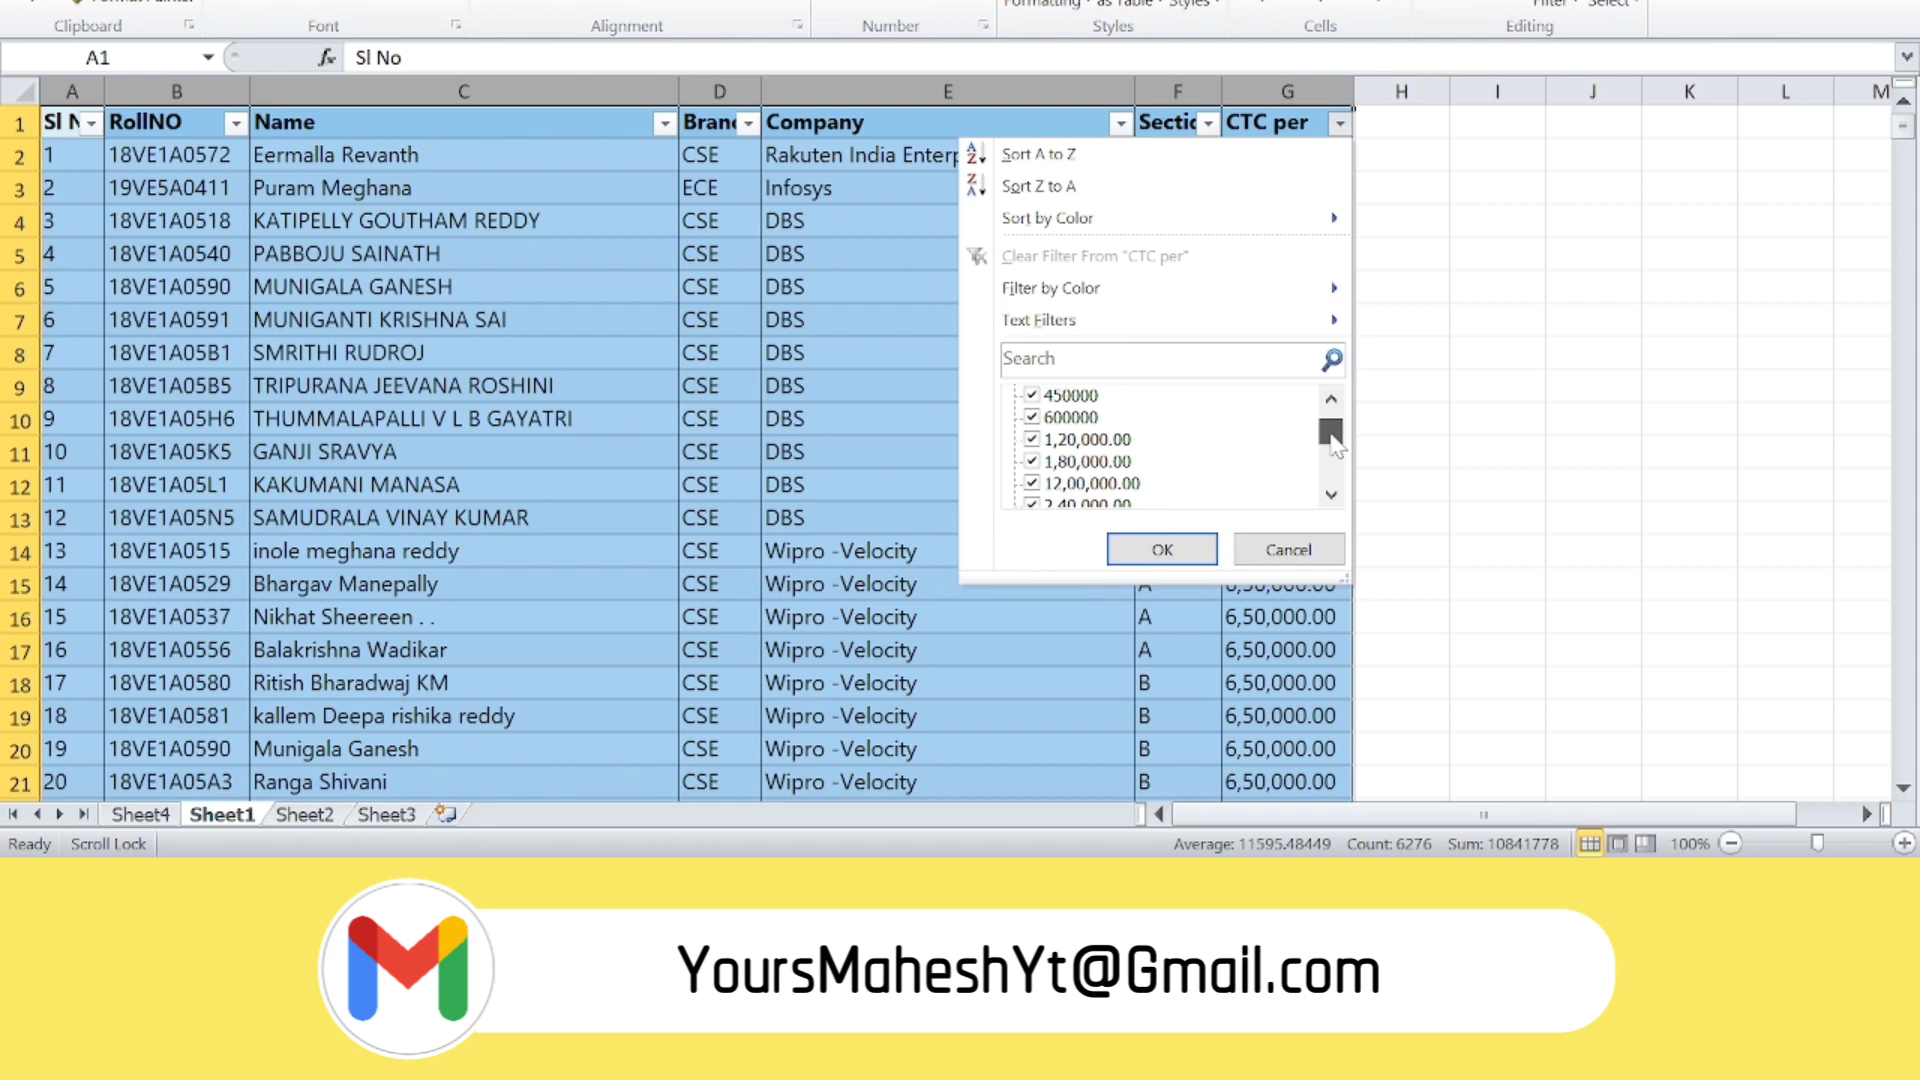 Clipboard Font Alignment Number Styles Cells Editing
A1 fx Sl No
A B C D E F G H I J K L M
1 Sl N RollNO Name Branc Company Sectic CTC per
2 1 18VE1A0572 Eermalla Revanth CSE Rakuten India Enterp
3 2 19VE5A0411 Puram Meghana ECE Infosys
4 3 18VE1A0518 KATIPELLY GOUTHAM REDDY CSE DBS
5 4 18VE1A0540 PABBOJU SAINATH CSE DBS
6 5 18VE1A0590 MUNIGALA GANESH CSE DBS
7 6 18VE1A0591 MUNIGANTI KRISHNA SAI CSE DBS
8 7 18VE1A05B1 SMRITHI RUDROJ CSE DBS
9 8 18VE1A05B5 TRIPURANA JEEVANA ROSHINI CSE DBS
10 9 18VE1A05H6 THUMMALAPALLI V L B GAYATRI CSE DBS
11 10 18VE1A05K5 GANJI SRAVYA CSE DBS
12 11 18VE1A05L1 KAKUMANI MANASA CSE DBS
13 12 18VE1A05N5 SAMUDRALA VINAY KUMAR CSE DBS
14 13 18VE1A0515 inole meghana reddy CSE Wipro -Velocity
15 14 18VE1A0529 Bhargav Manepally CSE Wipro -Velocity A 6,50,000.00
16 15 18VE1A0537 Nikhat Sheereen . . CSE Wipro -Velocity A 6,50,000.00
17 16 18VE1A0556 Balakrishna Wadikar CSE Wipro -Velocity A 6,50,000.00
18 17 18VE1A0580 Ritish Bharadwaj KM CSE Wipro -Velocity B 6,50,000.00
19 18 18VE1A0581 kallem Deepa rishika reddy CSE Wipro -Velocity B 6,50,000.00
20 19 18VE1A0590 Munigala Ganesh CSE Wipro -Velocity B 6,50,000.00
21 20 18VE1A05A3 Ranga Shivani CSE Wipro -Velocity B 6,50,000.00
Sort A to Z
Sort Z to A
Sort by Color
Clear Filter From "CTC per"
Filter by Color
Text Filters
Search
450000
600000
1,20,000.00
1,80,000.00
12,00,000.00
2,40,000.00
OK Cancel
Sheet4 Sheet1 Sheet2 Sheet3
Ready Scroll Lock Average: 11595.48449 Count: 6276 Sum: 10841778 100%
YoursMaheshYt@Gmail.com